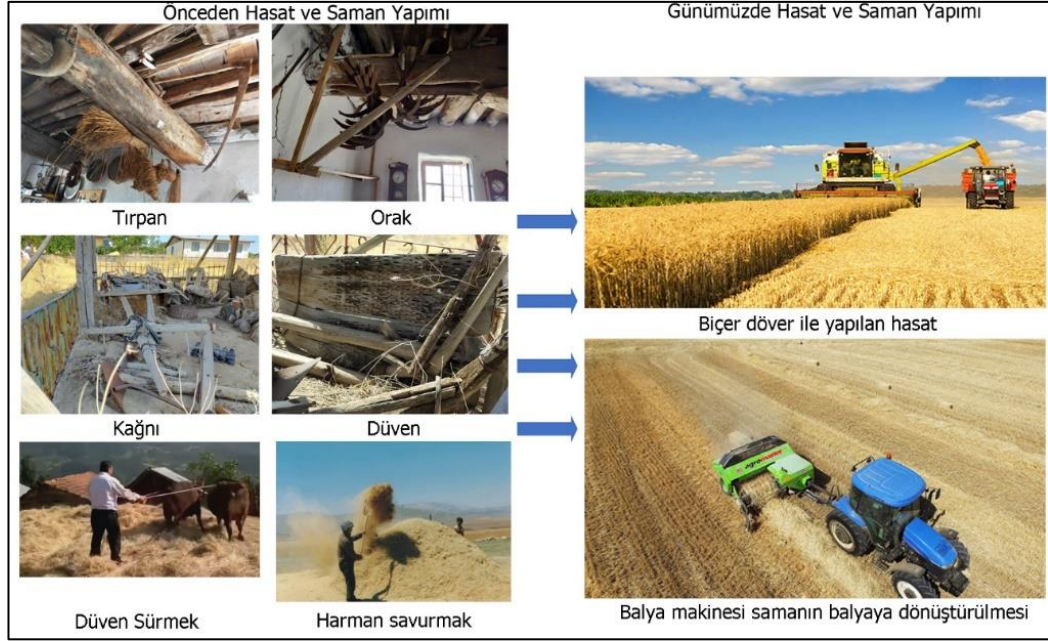 Önceden Hasat ve Saman Yapımı
Günümüzde Hasat ve Saman Yapımı
Tırpan
Orak
Biçer döver ile yapılan hasat
Kağnı
Düven
agromaster
Düven Sürmek
Harman savurmak
Balya makinesi samanın balyaya dönüştürülmesi